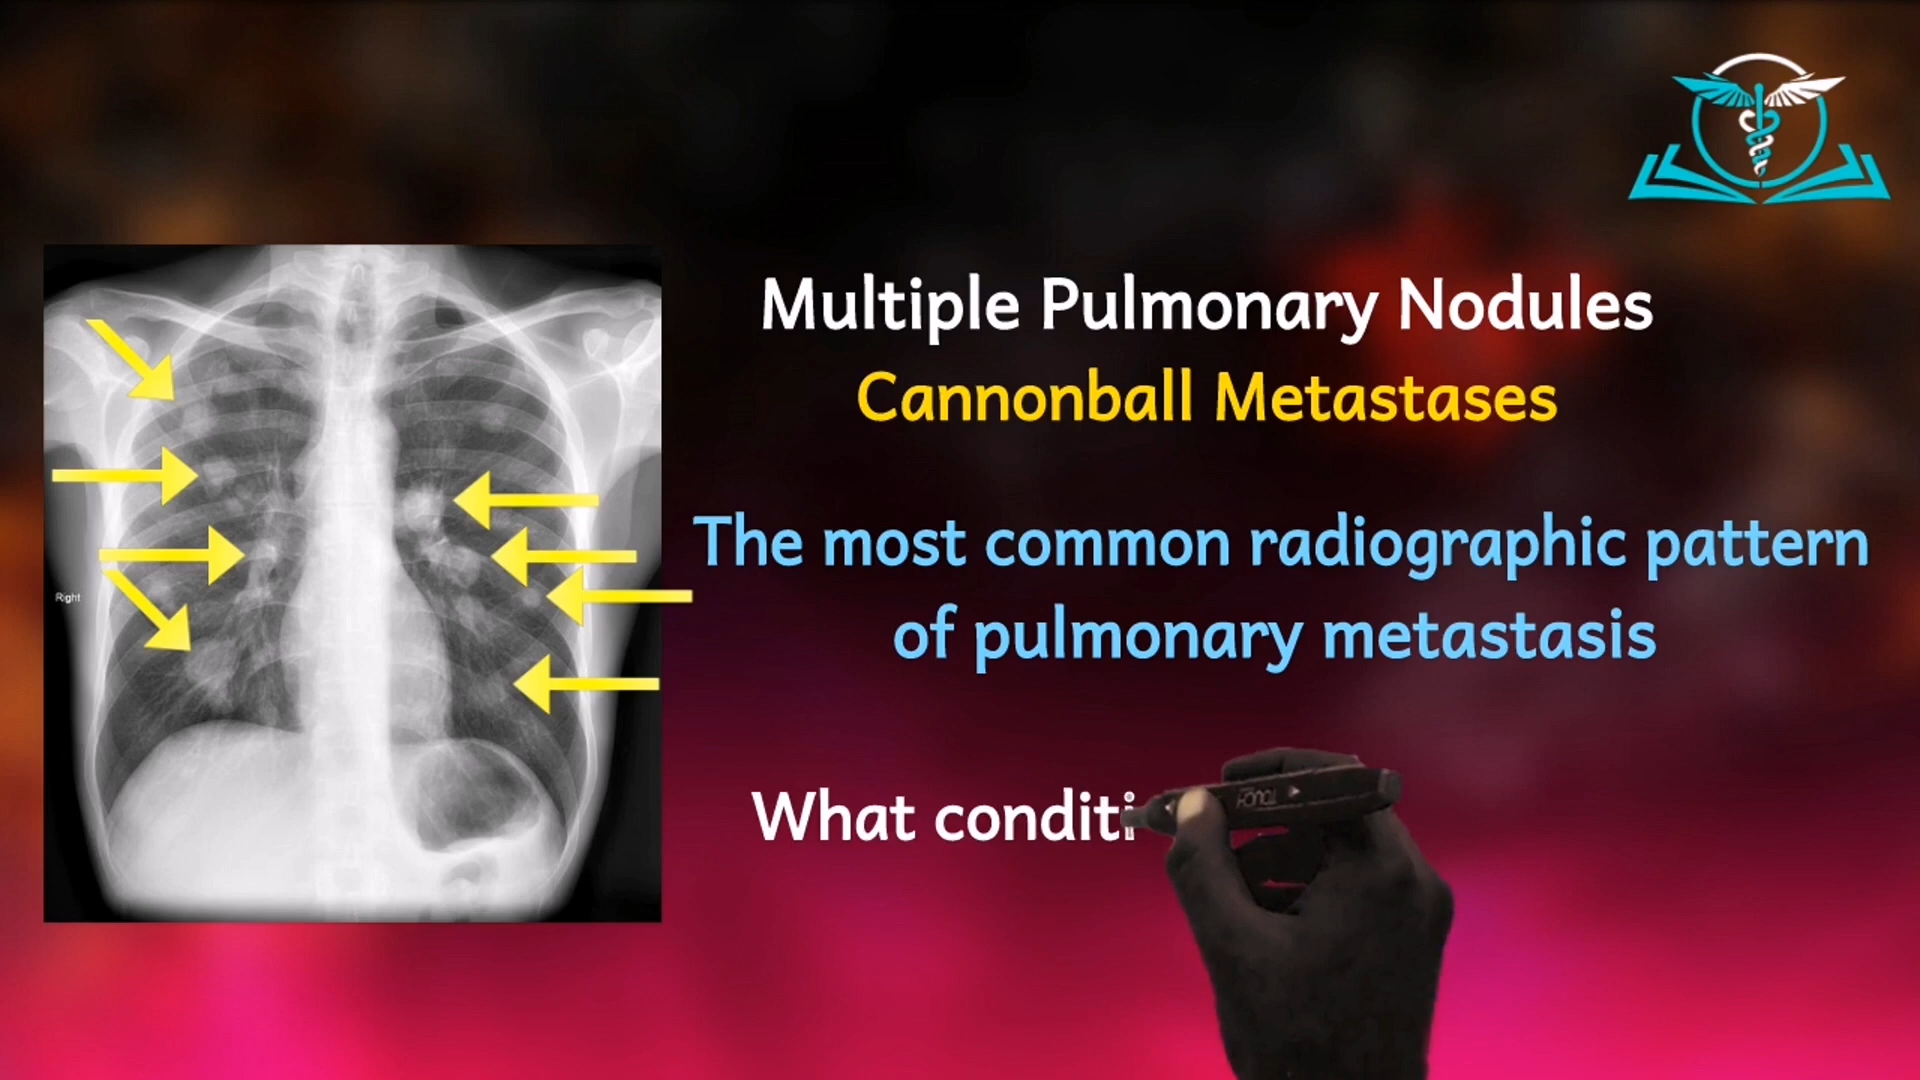 Multiple Pulmonary Nodules
Cannonball Metastases
The most common radiographic pattern
of pulmonary metastasis
Right
What conditi